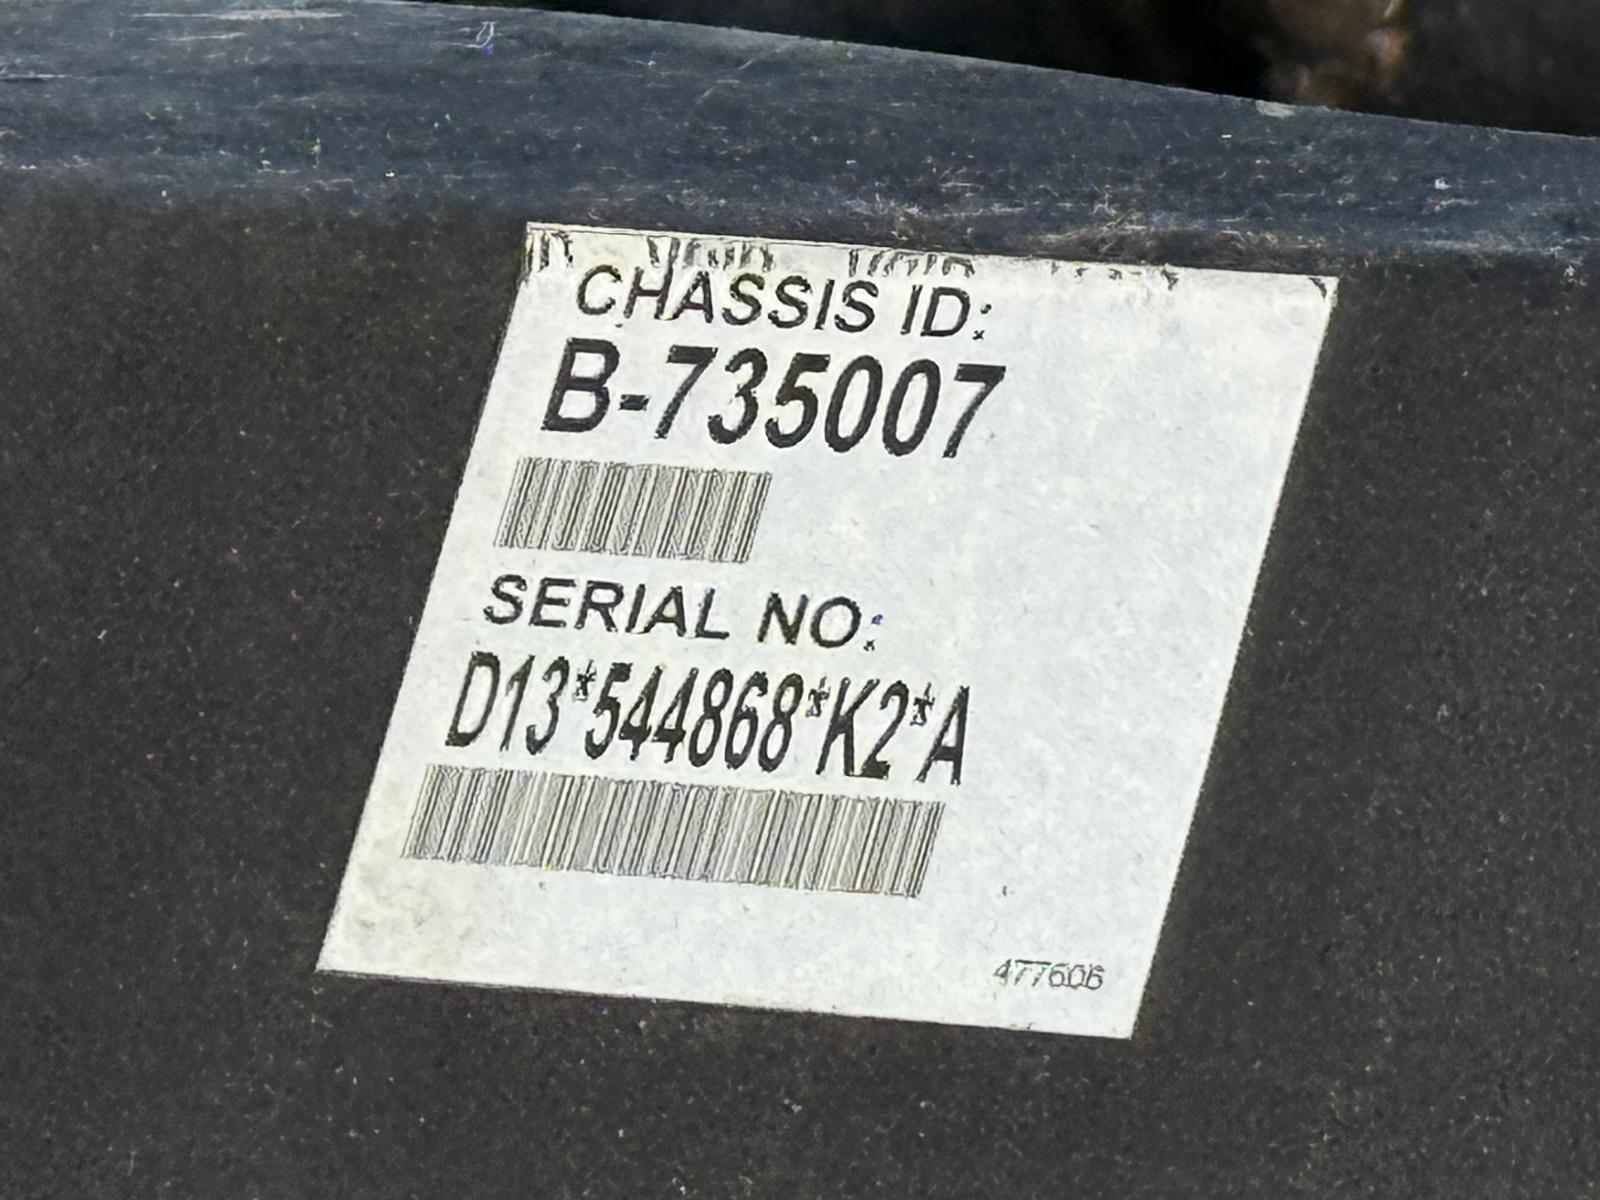 CHASSIS ID:
B-735007
SERIAL NO:
D13*544868*K2*A
477606